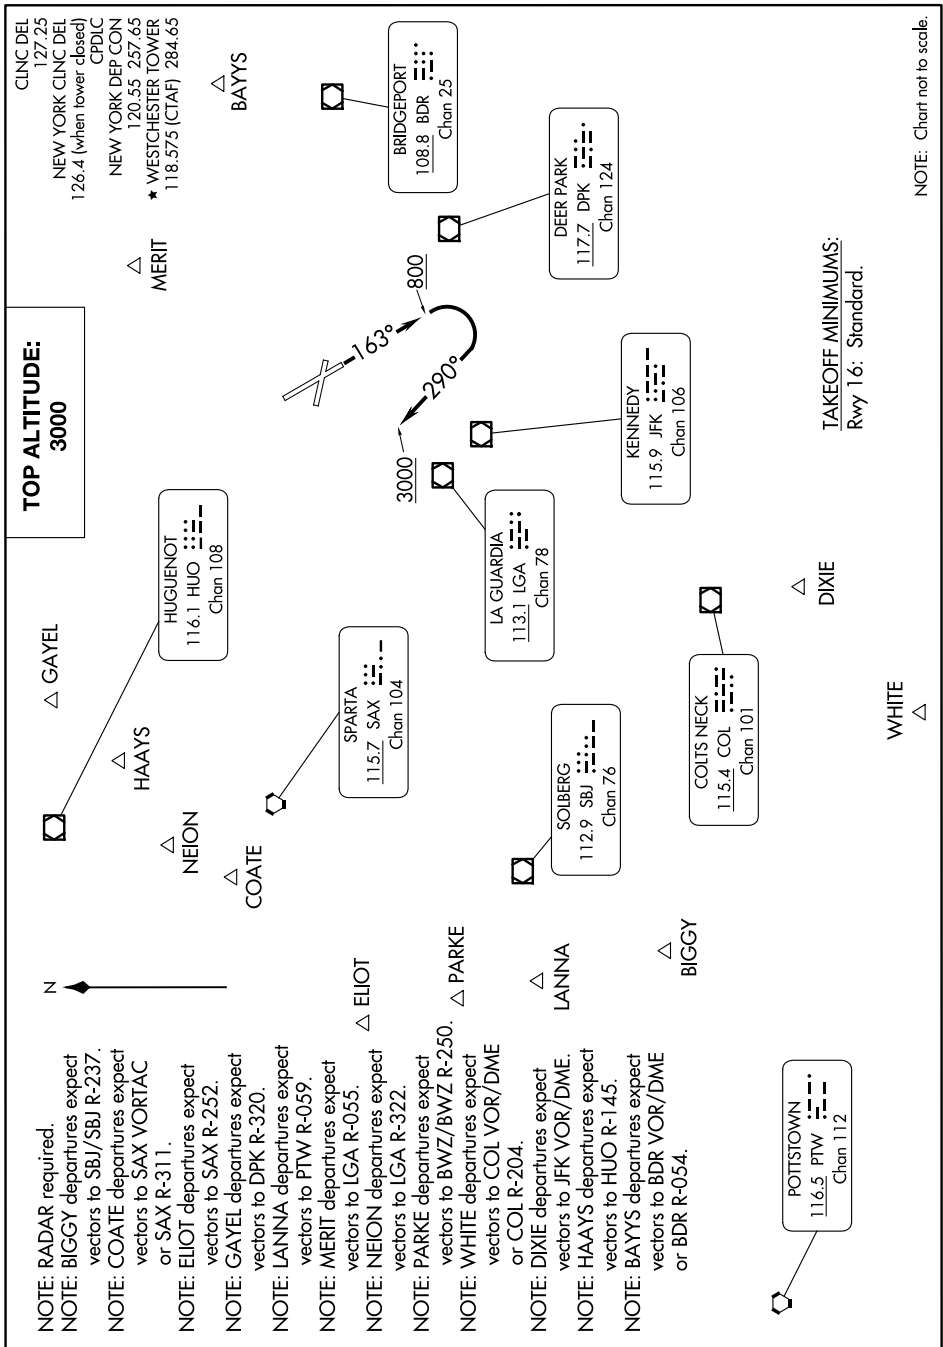 TOP ALTITUDE:
3000
CLNC DEL
127.25
NEW YORK CLNC DEL
126.4 (when tower closed)
CPDLC
NEW YORK DEP CON
120.55 257.65
★ WESTCHESTER TOWER
118.575 (CTAF) 284.65
N
GAYEL
HUGUENOT
116.1 HUO
Chan 108
HAAYS
NEION
COATE
SPARTA
115.7 SAX
Chan 104
MERIT
BAYYS
BRIDGEPORT
108.8 BDR
Chan 25
163°
800
290°
3000
DEER PARK
117.7 DPK
Chan 124
KENNEDY
115.9 JFK
Chan 106
LA GUARDIA
113.1 LGA
Chan 78
ELIOT
PARKE
LANNA
BIGGY
SOLBERG
112.9 SBJ
Chan 76
COLTS NECK
115.4 COL
Chan 101
DIXIE
WHITE
POTTSTOWN
116.5 PTW
Chan 112
NOTE: RADAR required.
NOTE: BIGGY departures expect
vectors to SBJ/SBJ R-237.
NOTE: COATE departures expect
vectors to SAX VORTAC
or SAX R-311.
NOTE: ELIOT departures expect
vectors to SAX R-252.
NOTE: GAYEL departures expect
vectors to DPK R-320.
NOTE: LANNA departures expect
vectors to PTW R-059.
NOTE: MERIT departures expect
vectors to LGA R-055.
NOTE: NEION departures expect
vectors to LGA R-322.
NOTE: PARKE departures expect
vectors to BWZ/BWZ R-250.
NOTE: WHITE departures expect
vectors to COL VOR/DME
or COL R-204.
NOTE: DIXIE departures expect
vectors to JFK VOR/DME.
NOTE: HAAYS departures expect
vectors to HUO R-145.
NOTE: BAYYS departures expect
vectors to BDR VOR/DME
or BDR R-054.
TAKEOFF MINIMUMS:
Rwy 16: Standard.
NOTE: Chart not to scale.